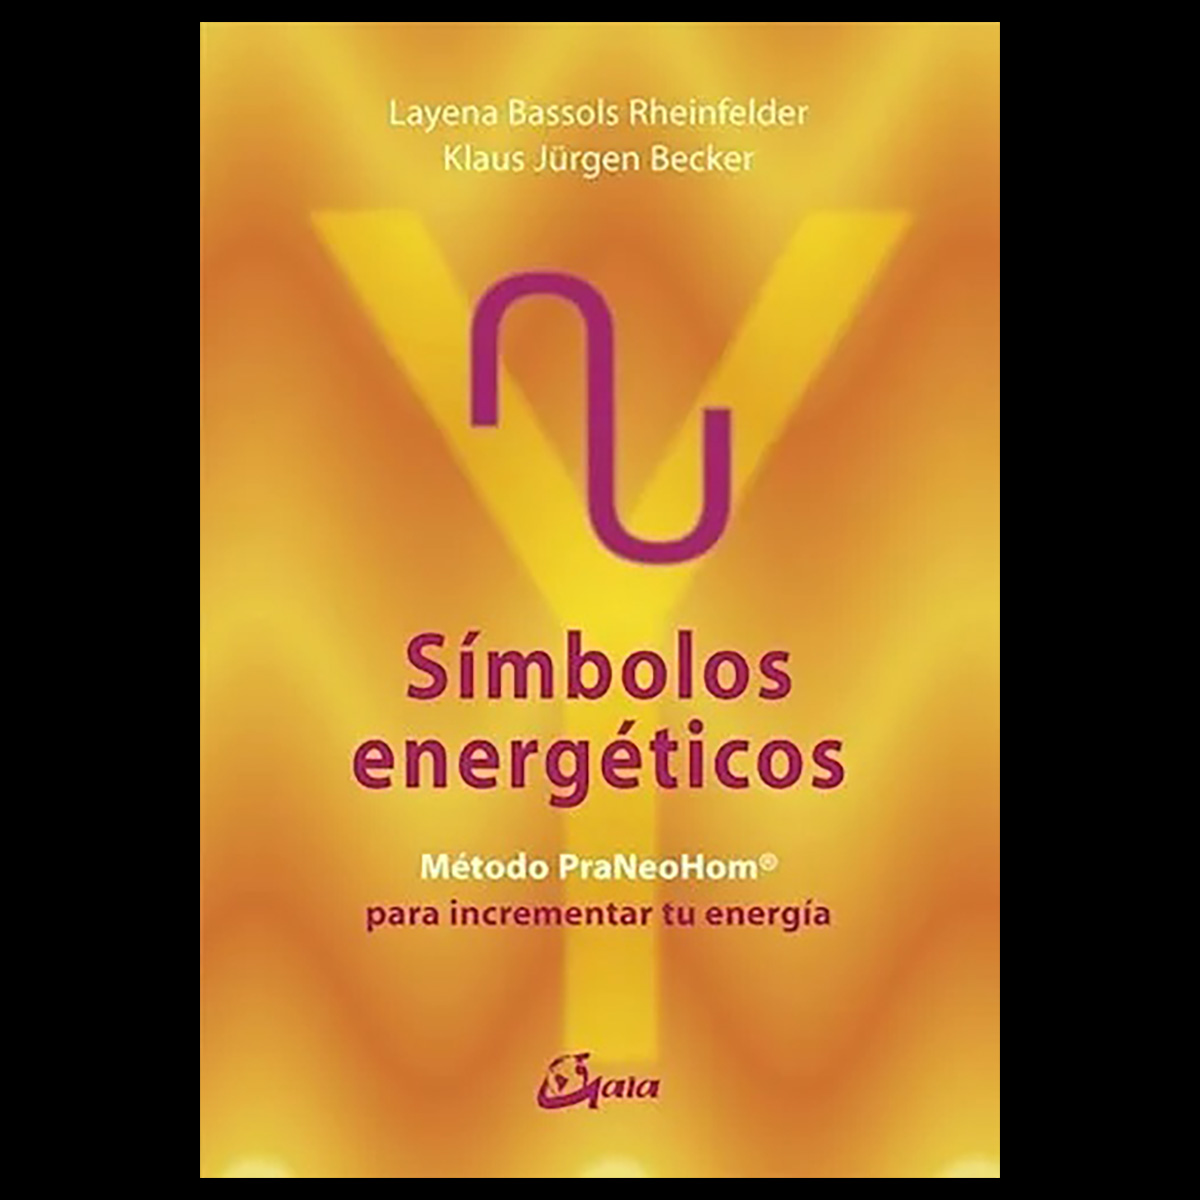 Layena Bassols Rheinfelder
Klaus Jürgen Becker
Símbolos
energéticos
Método PraNeoHom®
para incrementar tu energía
Gaia